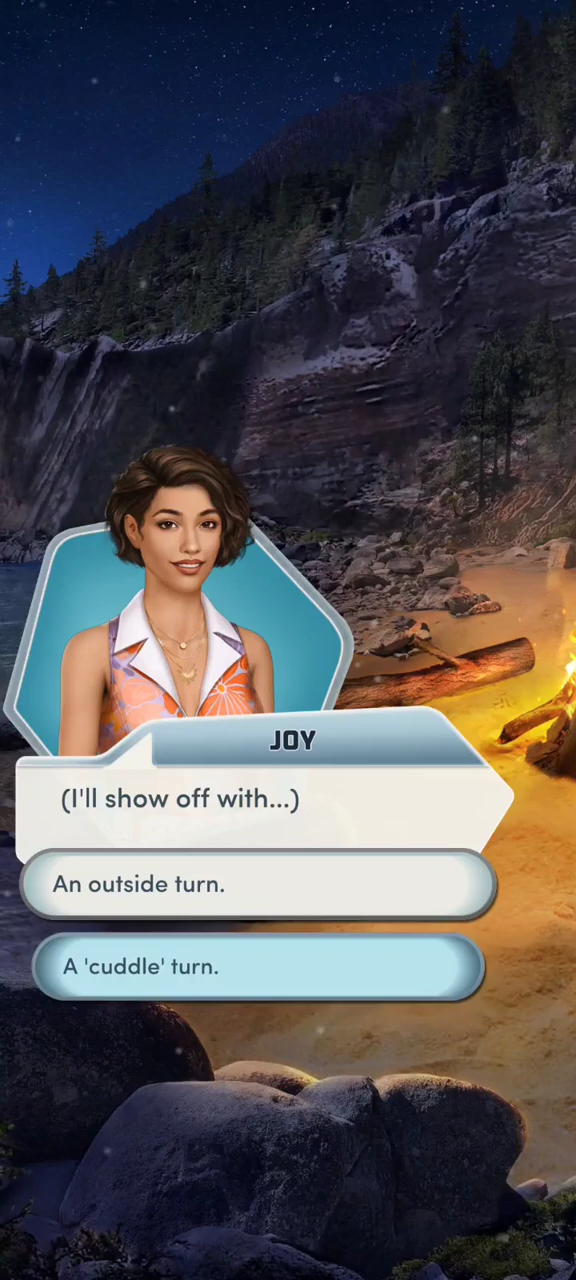 JOY
(I'll show off with...)
An outside turn.
A 'cuddle' turn.